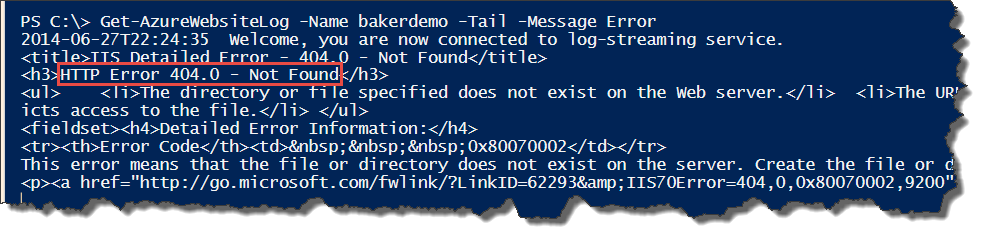 PS C:\> Get-AzureWebsiteLog -Name bakerdemo -Tail -Message Error
2014-06-27T22:24:35  Welcome, you are now connected to log-streaming service.
<title>IIS Detailed Error - 404.0 - Not Found</title>
<h3>HTTP Error 404.0 - Not Found</h3>
<ul>    <li>The directory or file specified does not exist on the Web server.</li>  <li>The URL
icts access to the file.</li> </ul>
<fieldset><h4>Detailed Error Information:</h4>
<tr><th>Error Code</th><td>&nbsp;&nbsp;&nbsp;0x80070002</td></tr>
This error means that the file or directory does not exist on the server. Create the file or d
<p><a href="http://go.microsoft.com/fwlink/?LinkID=62293&amp;IIS70Error=404,0,0x80070002,9200"